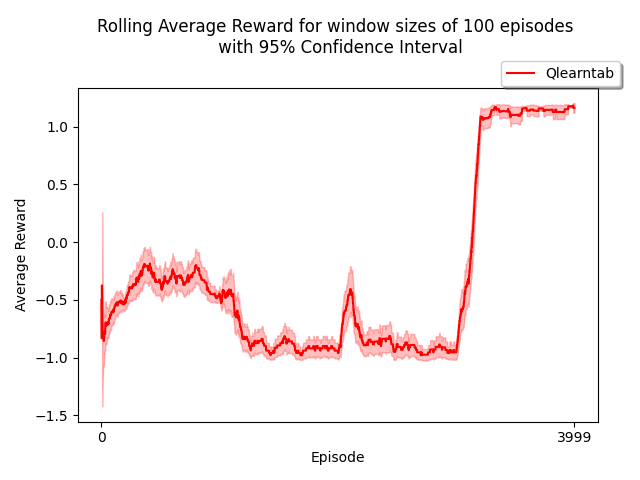 Rolling Average Reward for window sizes of 100 episodes
with 95% Confidence Interval
Qlearntab
1.0
0.5
0.0
−0.5
−1.0
−1.5
Average Reward
0
3999
Episode